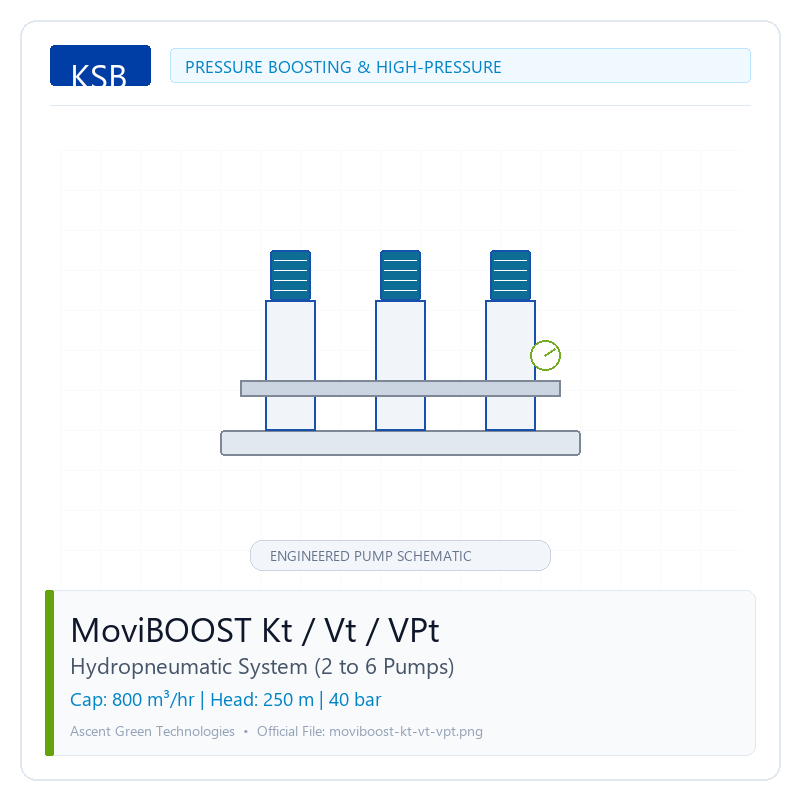 KSB
PRESSURE BOOSTING & HIGH-PRESSURE
ENGINEERED PUMP SCHEMATIC
MoviBOOST Kt / Vt / VPt
Hydropneumatic System (2 to 6 Pumps)
Cap: 800 m³/hr | Head: 250 m | 40 bar
Ascent Green Technologies • Official File: moviboost-kt-vt-vpt.png